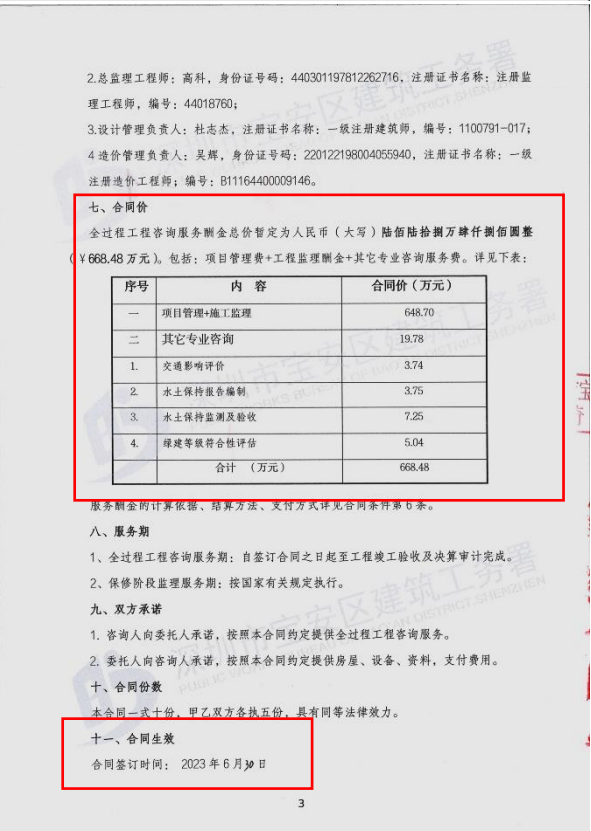 2.总监理工程师：高科，身份证号码：440301197812262716，注册证书名称：注册监
理工程师，编号：44018760；
3.设计管理负责人：杜志杰，注册证书名称：一级注册建筑师，编号：1100791-017；
4 造价管理负责人：吴辉，身份证号码：220122198004055940，注册证书名称：一级
注册造价工程师；编号：B11164400009146。
七、合同价
全过程工程咨询服务酬金总价暂定为人民币（大写）陆佰陆拾捌万肆仟捌佰圆整
（￥668.48 万元）。包括：项目管理费+工程监理酬金+其它专业咨询服务费。详见下表：
序号 内 容 合同价（万元）
一 项目管理+施工监理 648.70
二 其它专业咨询 19.78
1. 交通影响评价 3.74
2. 水土保持报告编制 3.75
3. 水土保持监测及验收 7.25
4. 绿建等级符合性评估 5.04
合计 （万元） 668.48
服务酬金的计算依据、结算方法、支付方式详见合同条件第 6 条。
八、服务期
1、全过程工程咨询服务期：自签订合同之日起至工程竣工验收及决算审计完成。
2、保修阶段监理服务期：按国家有关规定执行。
九、双方承诺
1. 咨询人向委托人承诺，按照本合同约定提供全过程工程咨询服务。
2. 委托人向咨询人承诺，按照本合同约定提供房屋、设备、资料，支付费用。
十、合同份数
本合同一式十份，甲乙双方各执五份，具有同等法律效力。
十一、合同生效
合同签订时间： 2023 年 6 月30 日
3
深圳市宝安区建筑工务署